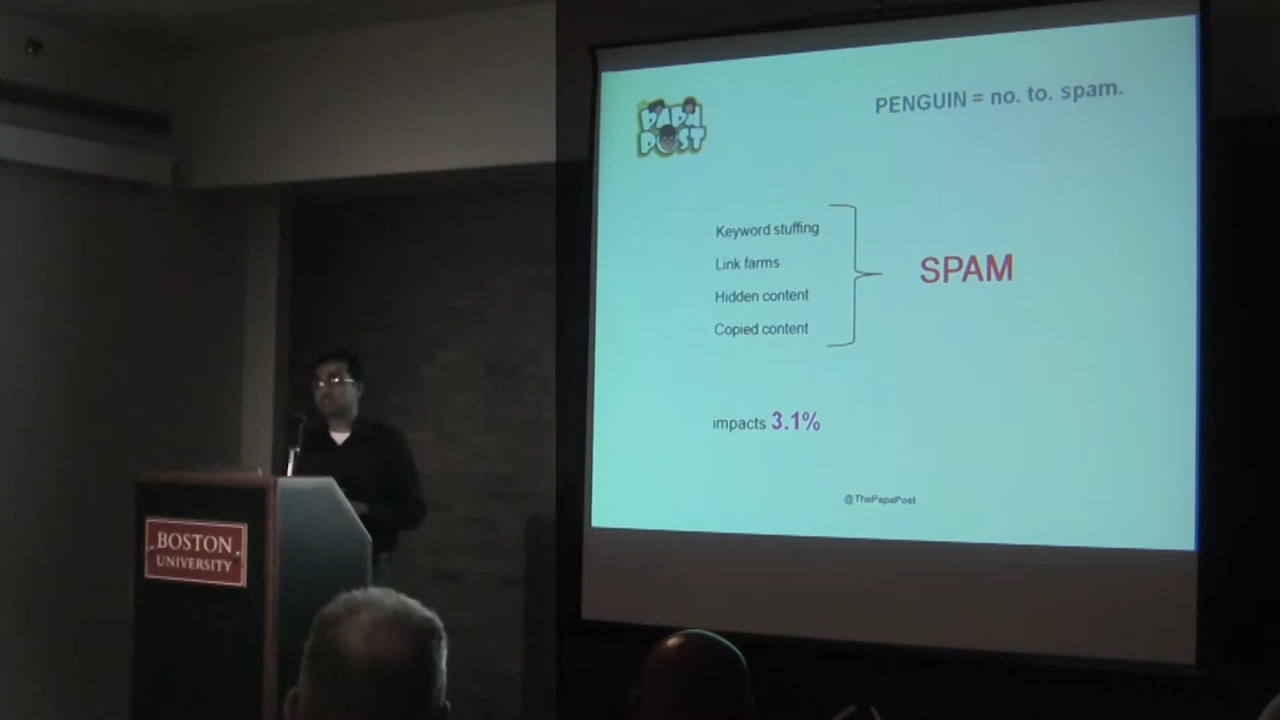 PAPA
POST
PENGUIN = no. to. spam.
Keyword stuffing
Link farms
Hidden content
Copied content
SPAM
impacts 3.1%
@ThePapaPost
BOSTON
UNIVERSITY